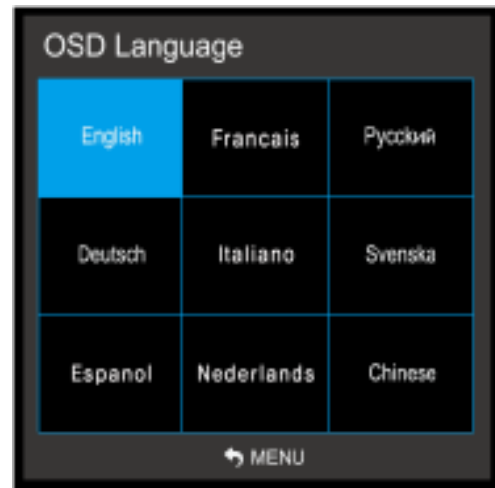 OSD Language
English Francais Русский
Deutsch Italiano Svenska
Espanol Nederlands Chinese
MENU